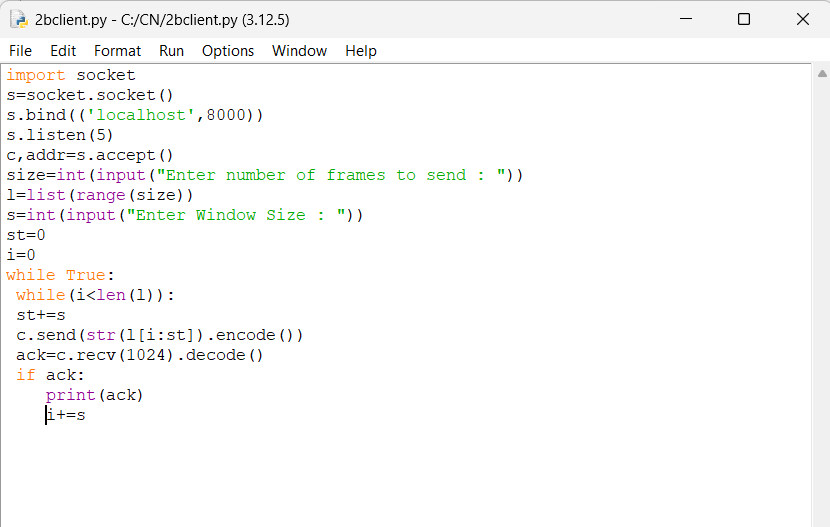 2bclient.py - C:/CN/2bclient.py (3.12.5)
File Edit Format Run Options Window Help
import socket
s=socket.socket()
s.bind(('localhost',8000))
s.listen(5)
c,addr=s.accept()
size=int(input("Enter number of frames to send : "))
l=list(range(size))
s=int(input("Enter Window Size : "))
st=0
i=0
while True:
 while(i<len(l)):
 st+=s
 c.send(str(l[i:st]).encode())
 ack=c.recv(1024).decode()
 if ack:
    print(ack)
    i+=s